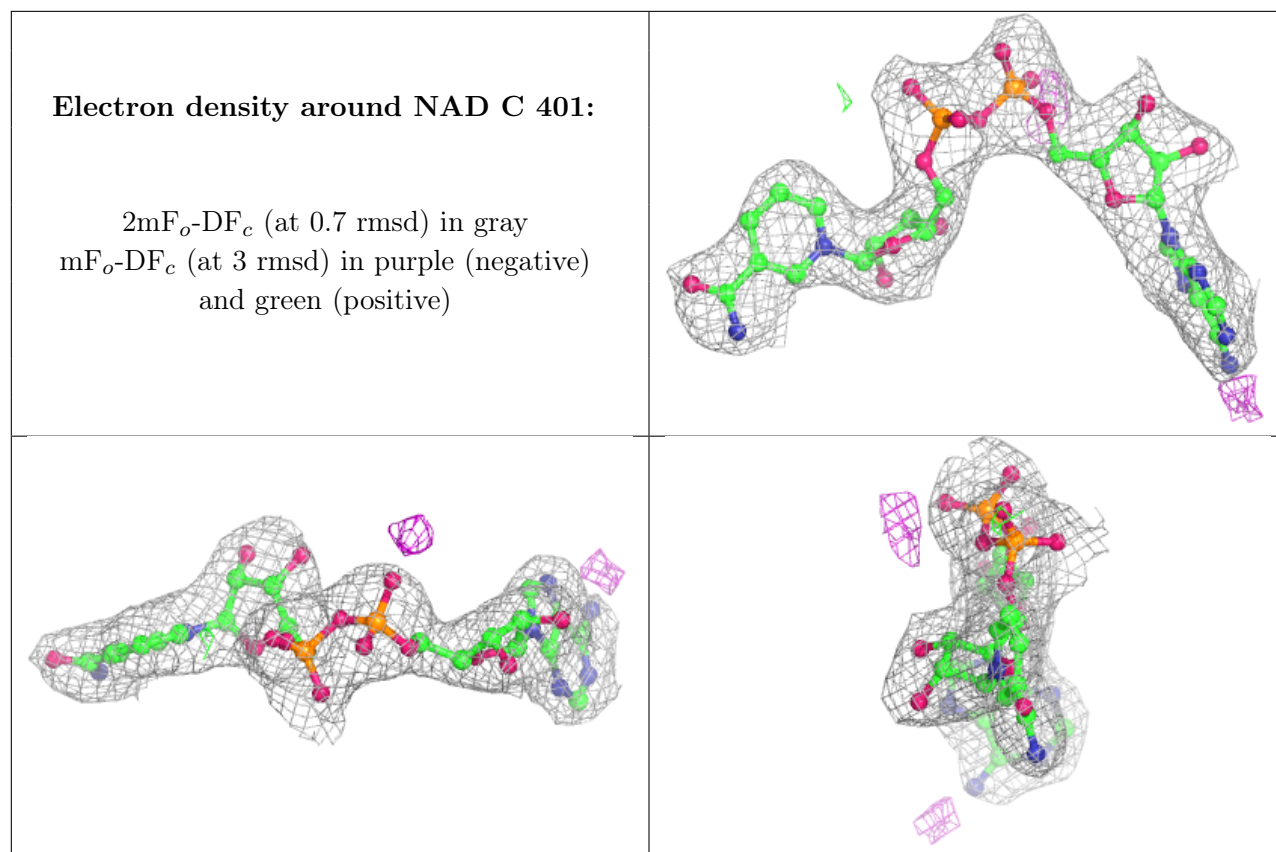 Electron density around NAD C 401:
2mFo-DFc (at 0.7 rmsd) in gray
mFo-DFc (at 3 rmsd) in purple (negative)
and green (positive)